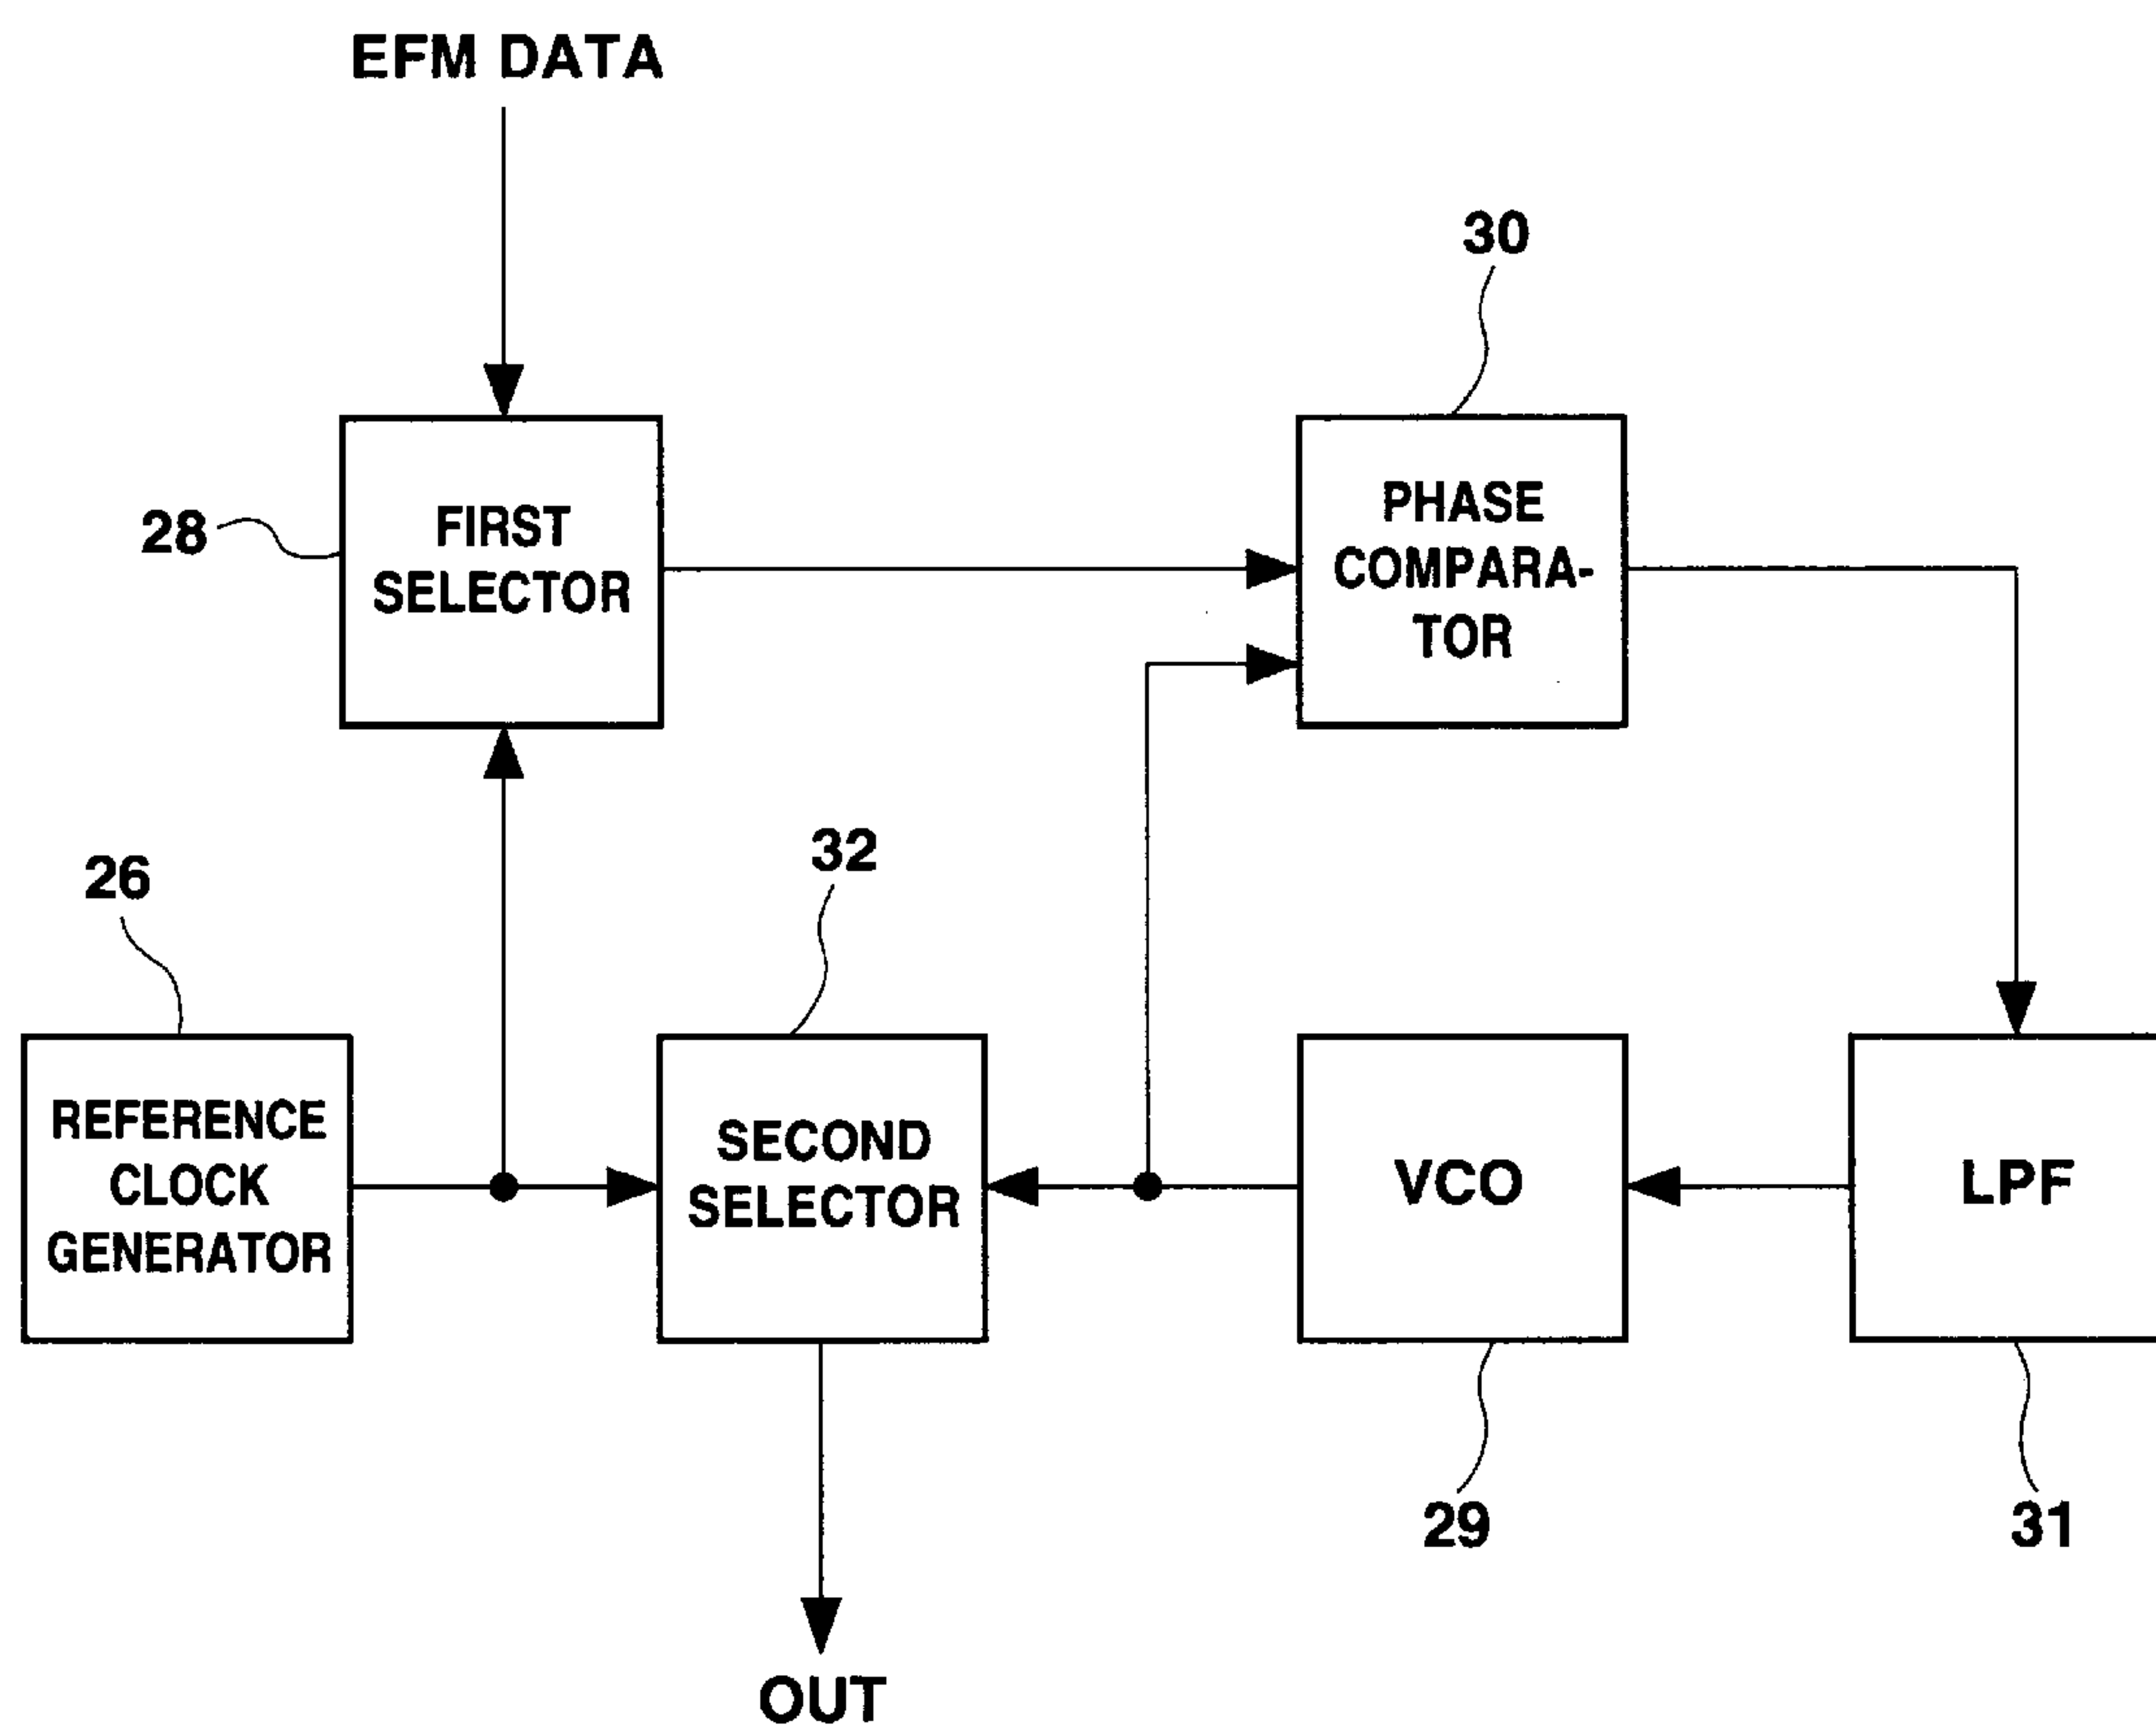 EFM DATA
30
28
FIRST
SELECTOR
PHASE
COMPARA-
TOR
26
32
REFERENCE
CLOCK
GENERATOR
SECOND
SELECTOR
VCO
LPF
29
31
OUT